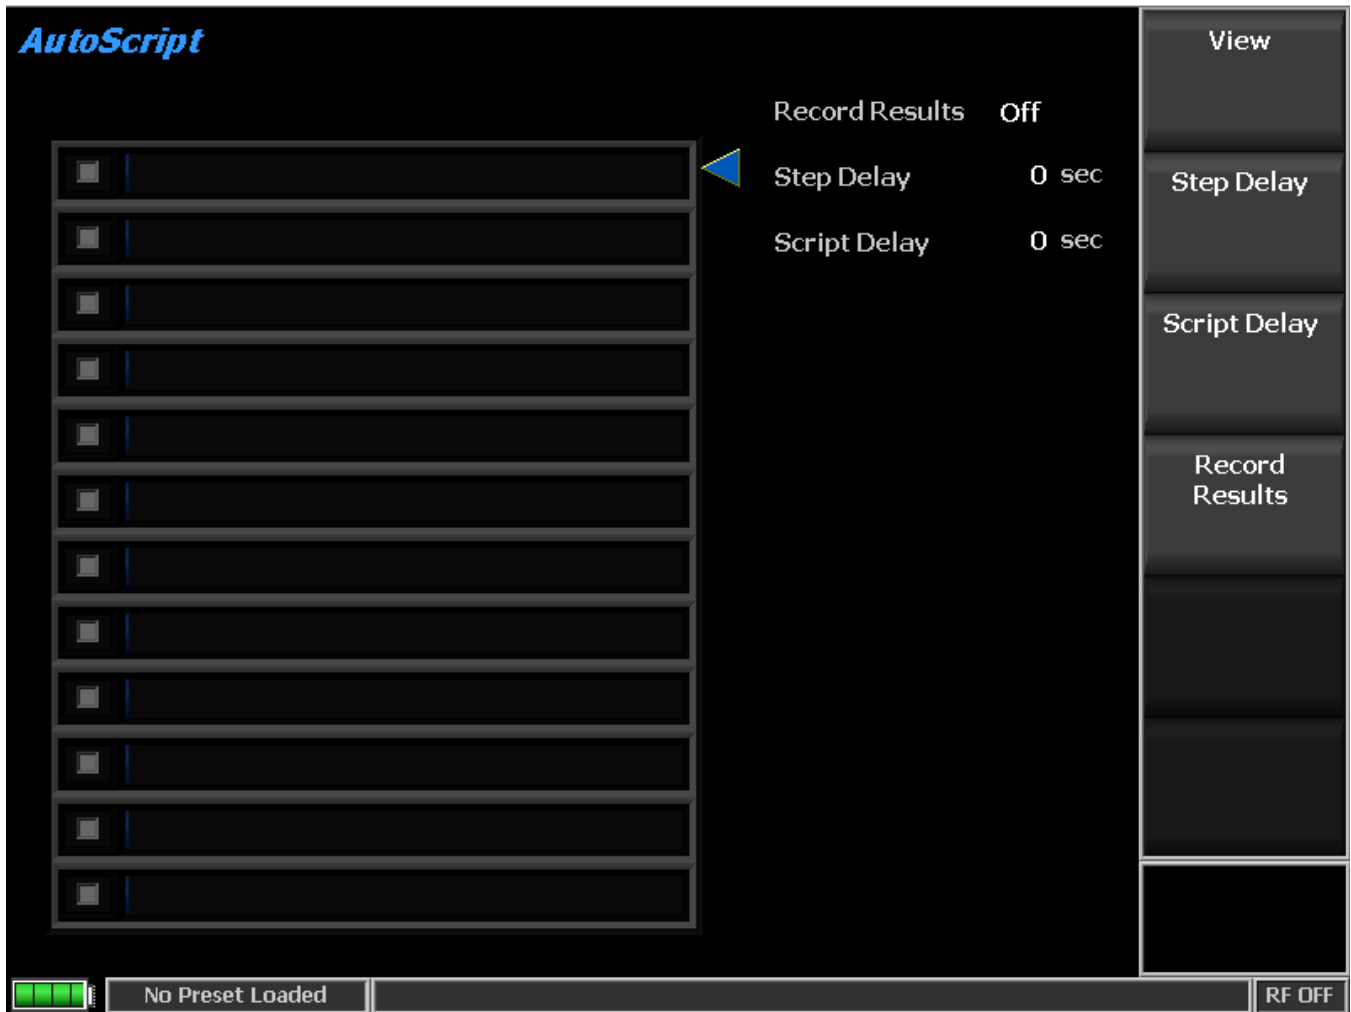 AutoScript
Record Results Off
Step Delay 0 sec
Script Delay 0 sec
View
Step Delay
Script Delay
Record
Results
No Preset Loaded
RF OFF